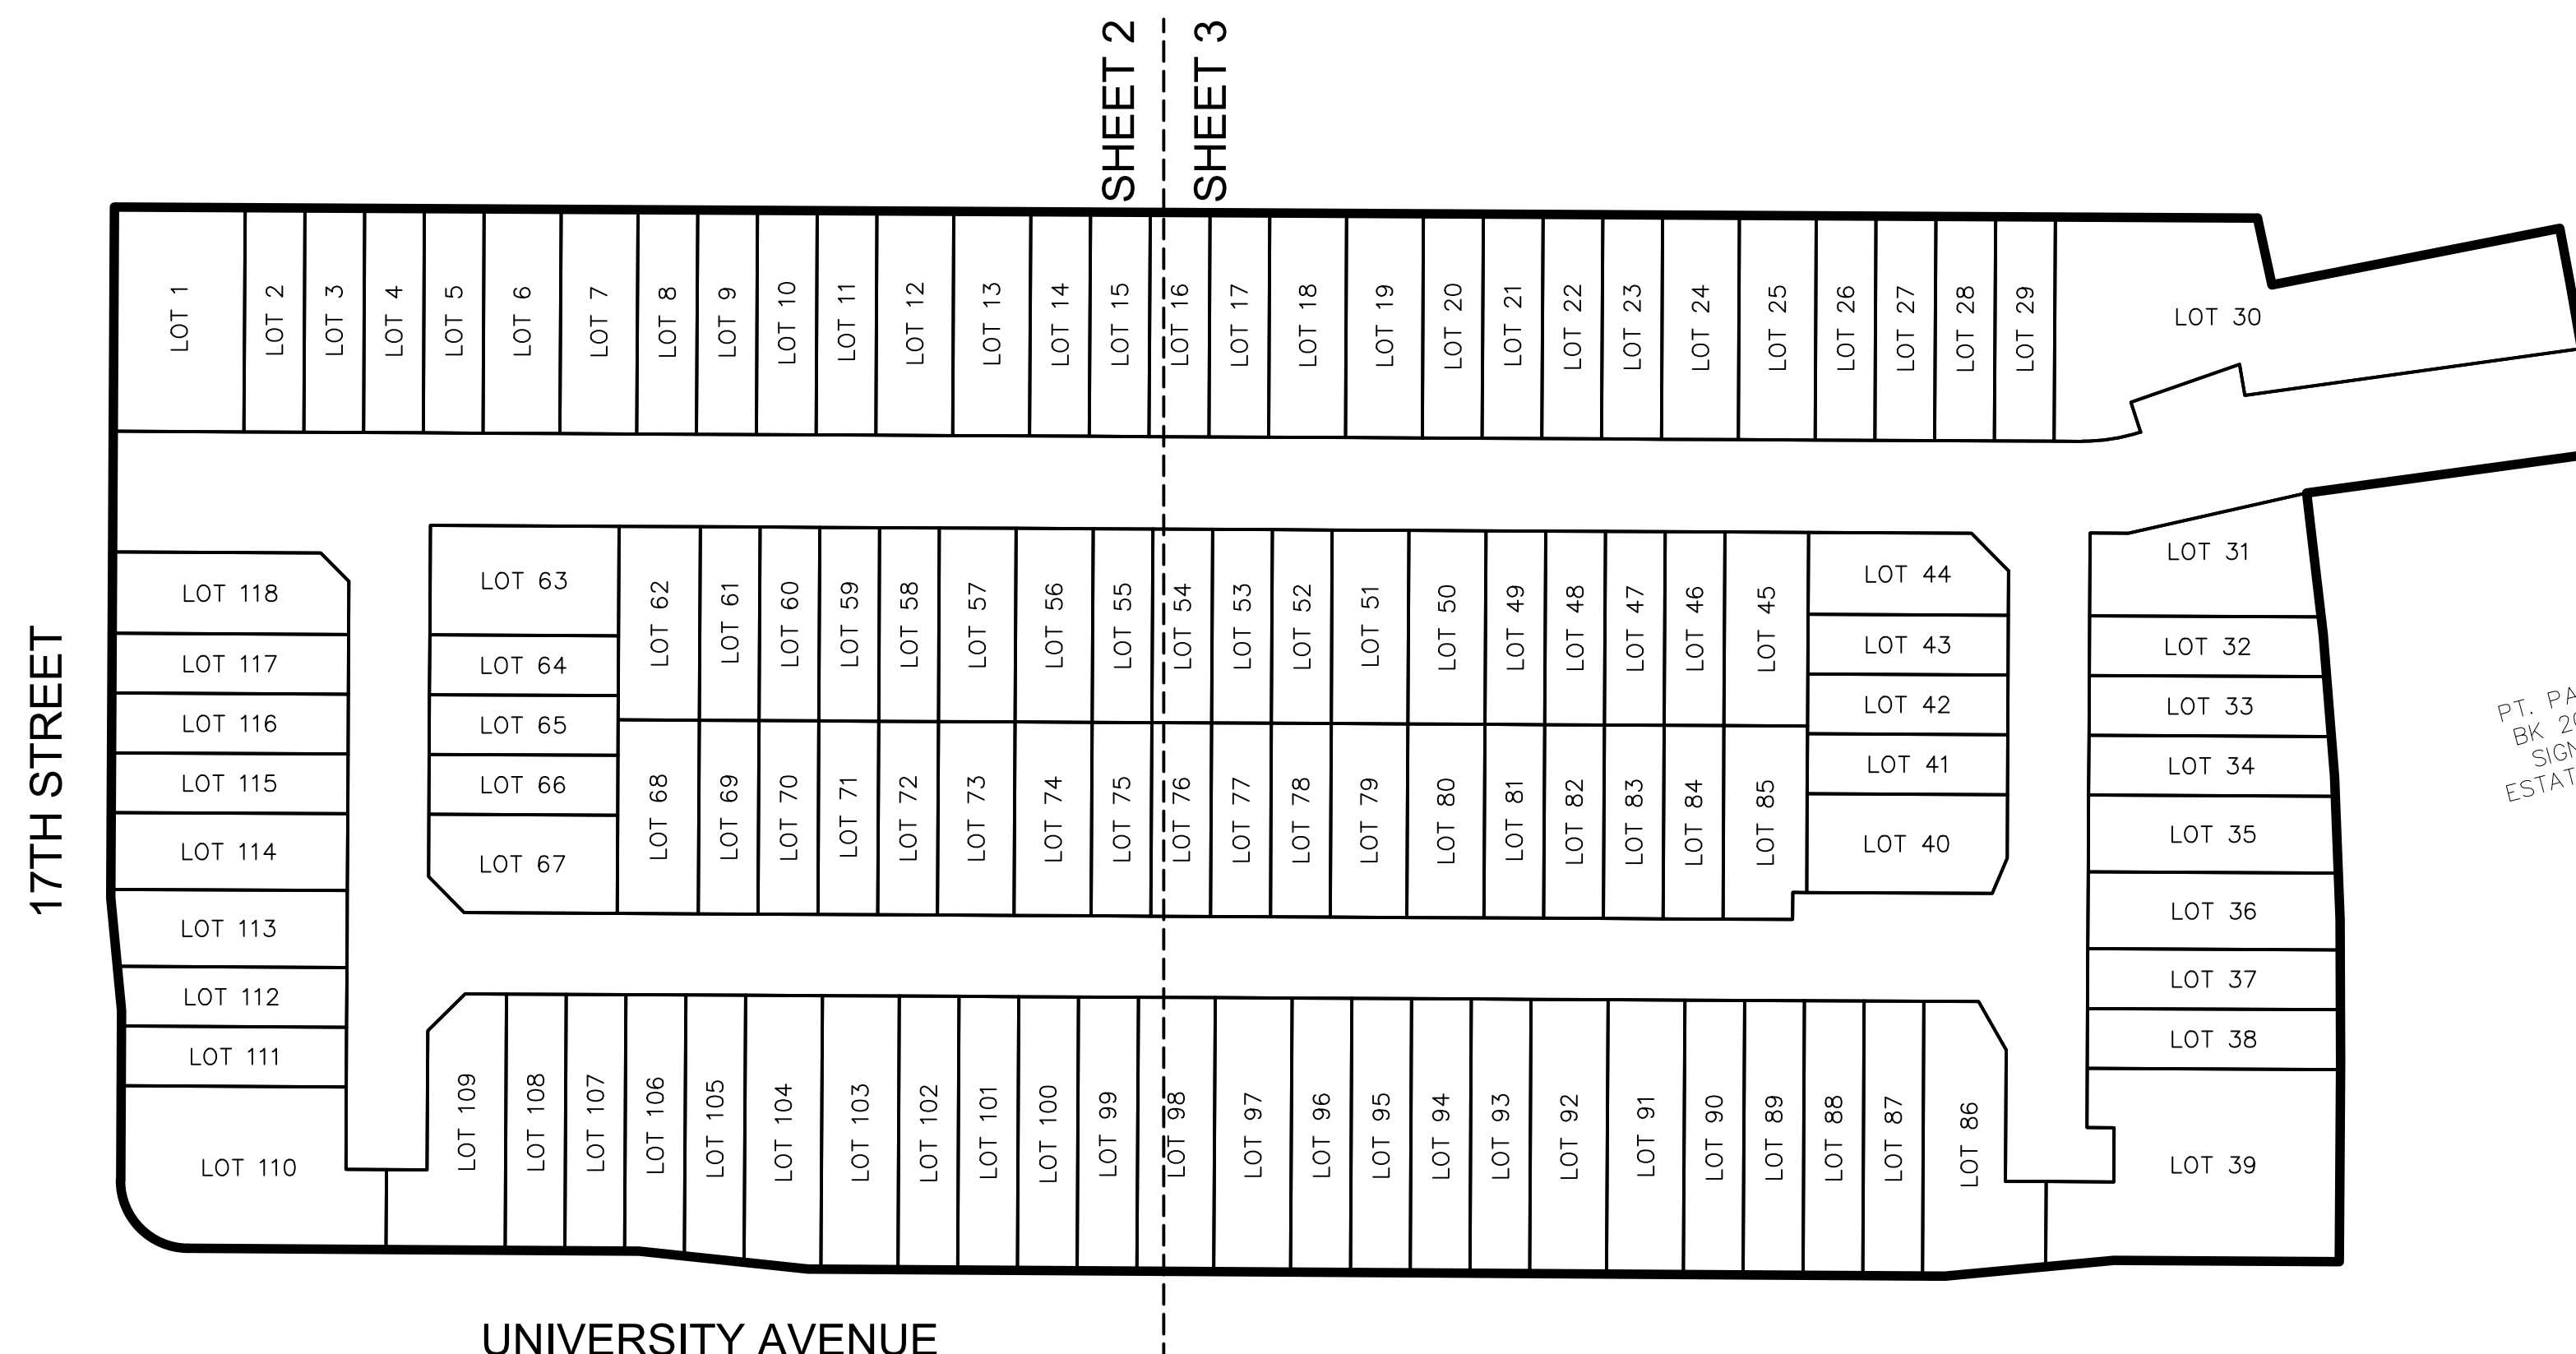 SHEET 2
SHEET 3
LOT 1
LOT 2
LOT 3
LOT 4
LOT 5
LOT 6
LOT 7
LOT 8
LOT 9
LOT 10
LOT 11
LOT 12
LOT 13
LOT 14
LOT 15
LOT 16
LOT 17
LOT 18
LOT 19
LOT 20
LOT 21
LOT 22
LOT 23
LOT 24
LOT 25
LOT 26
LOT 27
LOT 28
LOT 29
LOT 30
LOT 31
LOT 32
LOT 33
LOT 34
LOT 35
LOT 36
LOT 37
LOT 38
LOT 39
LOT 44
LOT 43
LOT 42
LOT 41
LOT 40
LOT 63
LOT 64
LOT 65
LOT 66
LOT 67
LOT 62
LOT 61
LOT 60
LOT 59
LOT 58
LOT 57
LOT 56
LOT 55
LOT 54
LOT 53
LOT 52
LOT 51
LOT 50
LOT 49
LOT 48
LOT 47
LOT 46
LOT 45
LOT 68
LOT 69
LOT 70
LOT 71
LOT 72
LOT 73
LOT 74
LOT 75
LOT 76
LOT 77
LOT 78
LOT 79
LOT 80
LOT 81
LOT 82
LOT 83
LOT 84
LOT 85
LOT 118
LOT 117
LOT 116
LOT 115
LOT 114
LOT 113
LOT 112
LOT 111
LOT 110
LOT 109
LOT 108
LOT 107
LOT 106
LOT 105
LOT 104
LOT 103
LOT 102
LOT 101
LOT 100
LOT 99
LOT 98
LOT 97
LOT 96
LOT 95
LOT 94
LOT 93
LOT 92
LOT 91
LOT 90
LOT 89
LOT 88
LOT 87
LOT 86
17TH STREET
UNIVERSITY AVENUE
PT.
BK